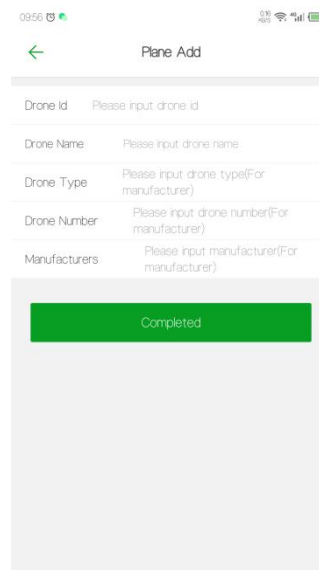 09:56
Plane Add
Drone Id Please input drone id
Drone Name Please input drone name
Drone Type Please input drone type(For
manufacturer)
Drone Number Please input drone number(For
manufacturer)
Manufacturers Please input manufacturer(For
manufacturer)
Completed